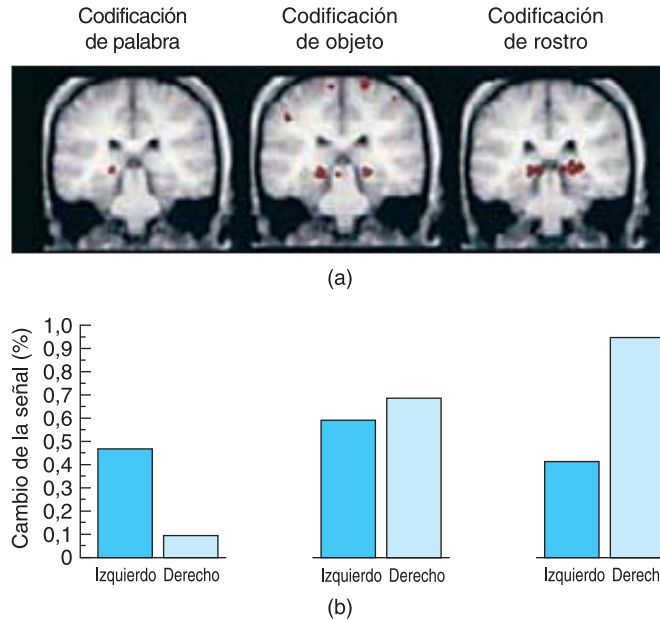 Codificación de palabra
Codificación de objeto
Codificación de rostro
(a)
Cambio de la señal (%)
1,0
0,9
0,8
0,7
0,6
0,5
0,4
0,3
0,2
0,1
0
Izquierdo Derecho
Izquierdo Derecho
Izquierdo Derech
(b)